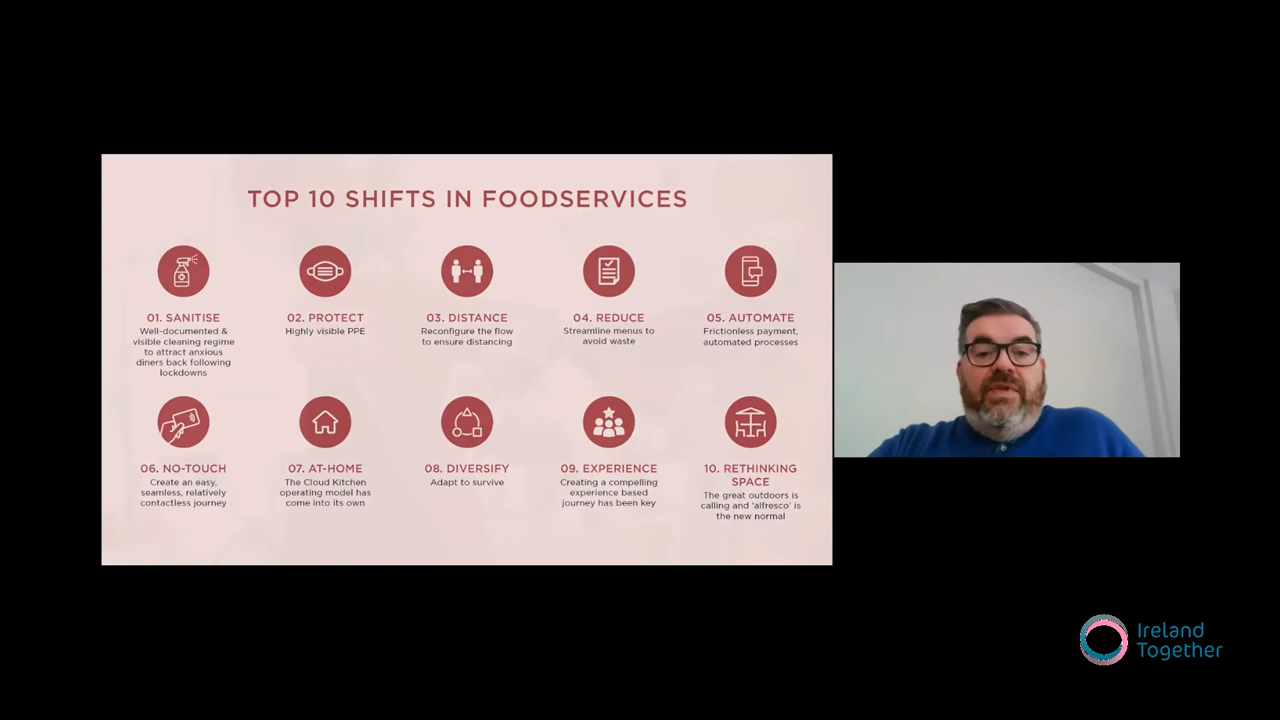 TOP 10 SHIFTS IN FOODSERVICES
01. SANITISE
Well-documented &
visible cleaning regime
to attract anxious
diners back following
lockdowns
02. PROTECT
Highly visible PPE
03. DISTANCE
Reconfigure the flow
to ensure distancing
04. REDUCE
Streamline menus to
avoid waste
05. AUTOMATE
Frictionless payment,
automated processes
06. NO-TOUCH
Create an easy,
seamless, relatively
contactless journey
07. AT-HOME
The Cloud Kitchen
operating model has
come into its own
08. DIVERSIFY
Adapt to survive
09. EXPERIENCE
Creating a compelling
experience based
journey has been key
10. RETHINKING
SPACE
The great outdoors is
calling and ‘alfresco’ is
the new normal
Ireland
Together